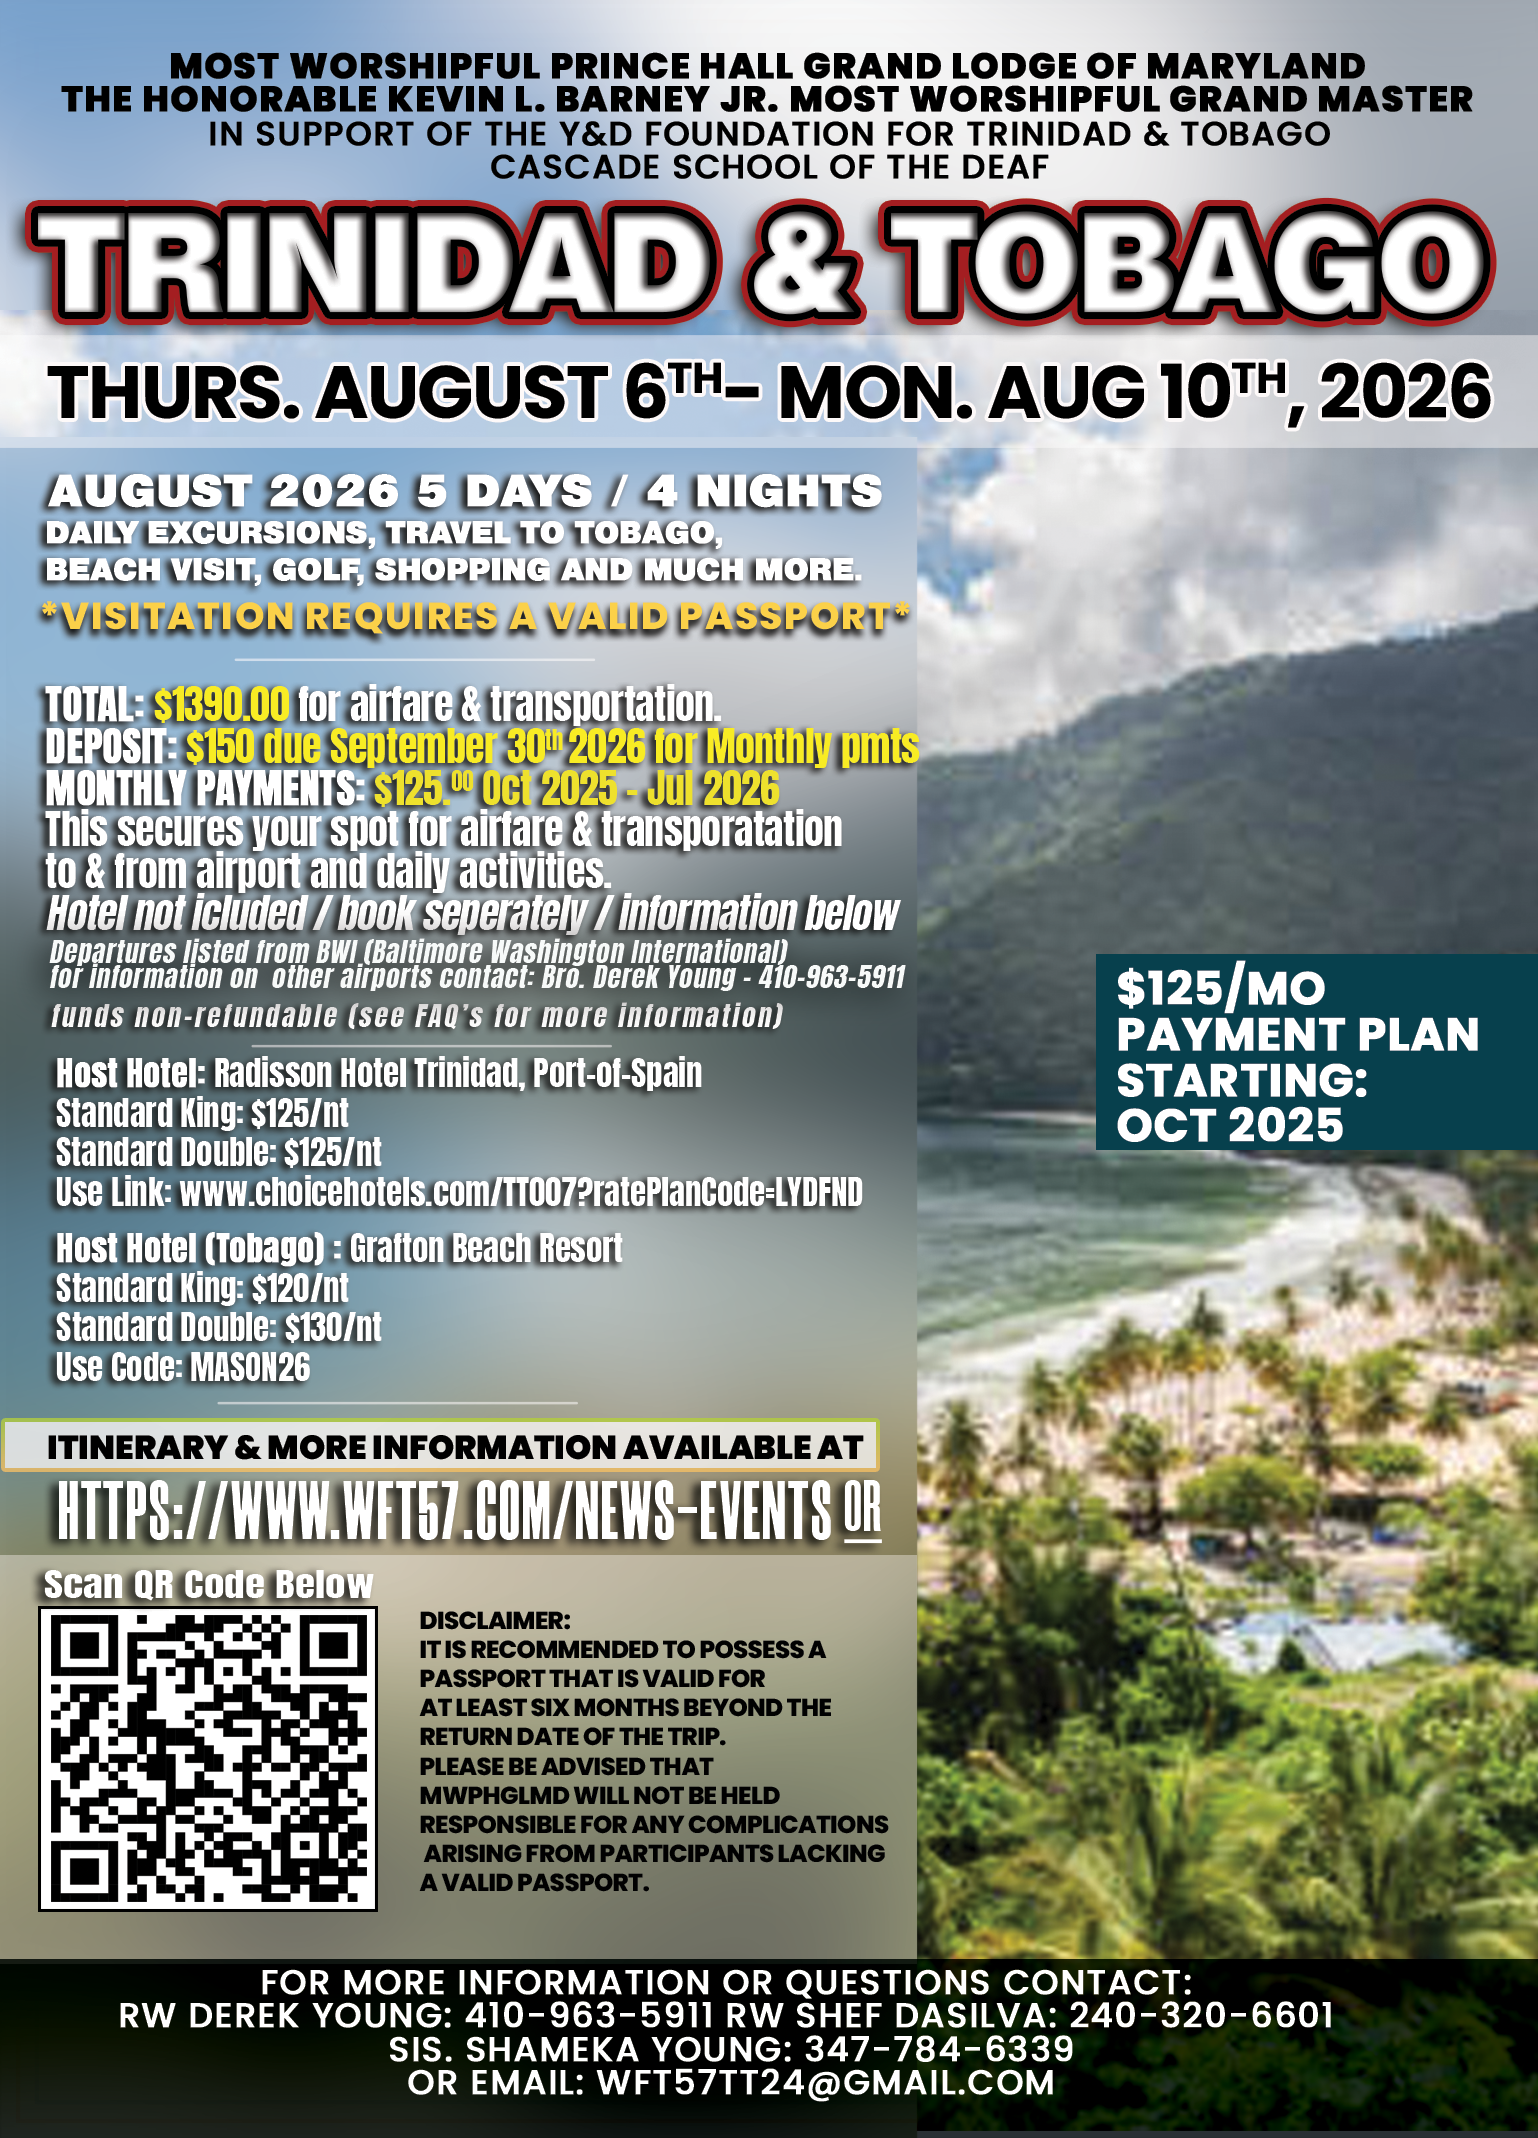 MOST WORSHIPFUL PRINCE HALL GRAND LODGE OF MARYLAND
THE HONORABLE KEVIN L. BARNEY JR. MOST WORSHIPFUL GRAND MASTER
IN SUPPORT OF THE Y&D FOUNDATION FOR TRINIDAD & TOBAGO
CASCADE SCHOOL OF THE DEAF
TRINIDAD & TOBAGO
THURS. AUGUST 6TH- MON. AUG 10TH, 2026
AUGUST 2026 5 DAYS / 4 NIGHTS
DAILY EXCURSIONS, TRAVEL TO TOBAGO,
BEACH VISIT, GOLF, SHOPPING AND MUCH MORE.
*VISITATION REQUIRES A VALID PASSPORT*
TOTAL: $1390.00 for airfare & transportation.
DEPOSIT: $150 due September 30th 2026 for Monthly pmts
MONTHLY PAYMENTS: $125.00 Oct 2025 - Jul 2026
This secures your spot for airfare & transporatation
to & from airport and daily activities.
Hotel not icluded / book seperately / information below
Departures listed from BWI (Baltimore Washington International)
for information on  other airports contact: Bro. Derek Young - 410-963-5911
funds non-refundable (see FAQ's for more information)
$125/MO
PAYMENT PLAN
STARTING:
OCT 2025
Host Hotel: Radisson Hotel Trinidad, Port-of-Spain
Standard King: $125/nt
Standard Double: $125/nt
Use Link: www.choicehotels.com/TT007?ratePlanCode=LYDFND
Host Hotel (Tobago) : Grafton Beach Resort
Standard King: $120/nt
Standard Double: $130/nt
Use Code: MASON26
ITINERARY & MORE INFORMATION AVAILABLE AT
HTTPS://WWW.WFT57.COM/NEWS-EVENTS OR
Scan QR Code Below
DISCLAIMER:
IT IS RECOMMENDED TO POSSESS A
PASSPORT THAT IS VALID FOR
AT LEAST SIX MONTHS BEYOND THE
RETURN DATE OF THE TRIP.
PLEASE BE ADVISED THAT
MWPHGLMD WILL NOT BE HELD
RESPONSIBLE FOR ANY COMPLICATIONS
ARISING FROM PARTICIPANTS LACKING
A VALID PASSPORT.
FOR MORE INFORMATION OR QUESTIONS CONTACT:
RW DEREK YOUNG: 410-963-5911 RW SHEF DASILVA: 240-320-6601
SIS. SHAMEKA YOUNG: 347-784-6339
OR EMAIL: WFT57TT24@GMAIL.COM